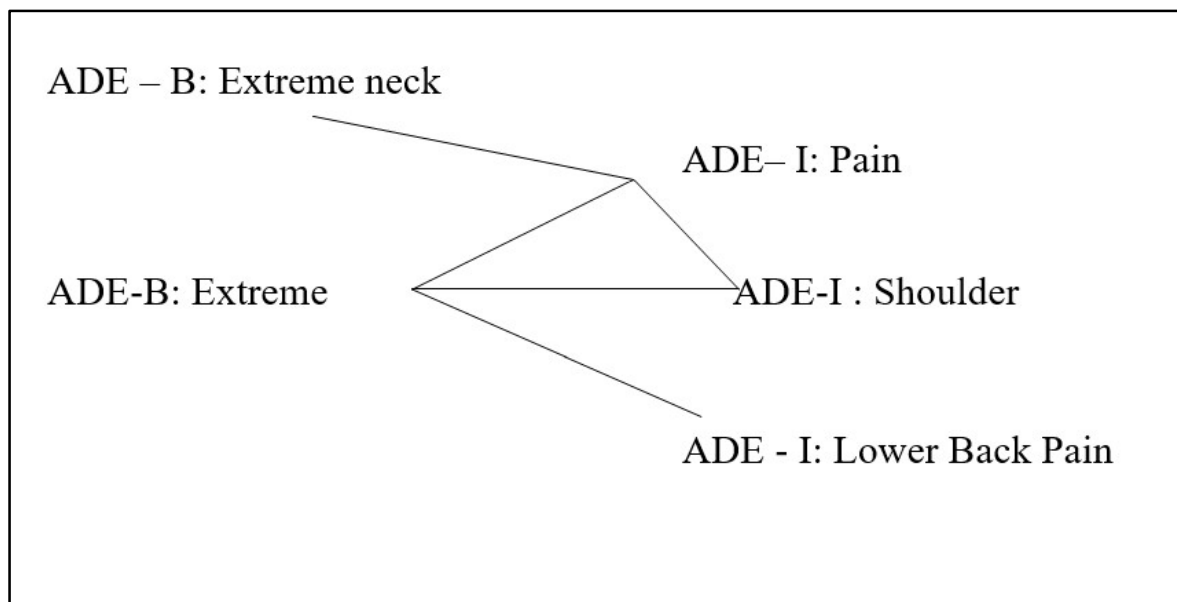 ADE – B: Extreme neck
ADE– I: Pain
ADE-B: Extreme
ADE-I : Shoulder
ADE - I: Lower Back Pain